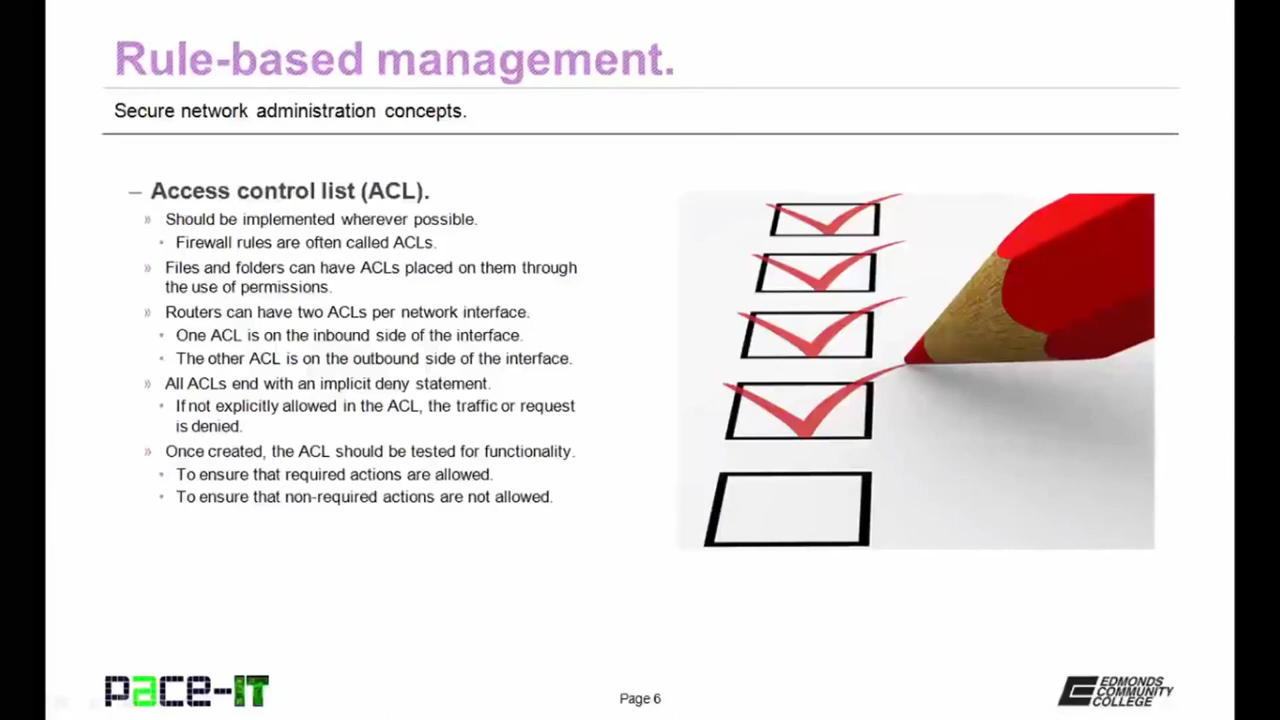 Rule-based management.
Secure network administration concepts.
– Access control list (ACL).
» Should be implemented wherever possible.
• Firewall rules are often called ACLs.
» Files and folders can have ACLs placed on them through
the use of permissions.
» Routers can have two ACLs per network interface.
• One ACL is on the inbound side of the interface.
• The other ACL is on the outbound side of the interface.
» All ACLs end with an implicit deny statement.
• If not explicitly allowed in the ACL, the traffic or request
is denied.
» Once created, the ACL should be tested for functionality.
• To ensure that required actions are allowed.
• To ensure that non-required actions are not allowed.
pace-IT
Page 6
EDMONDS
COMMUNITY
COLLEGE